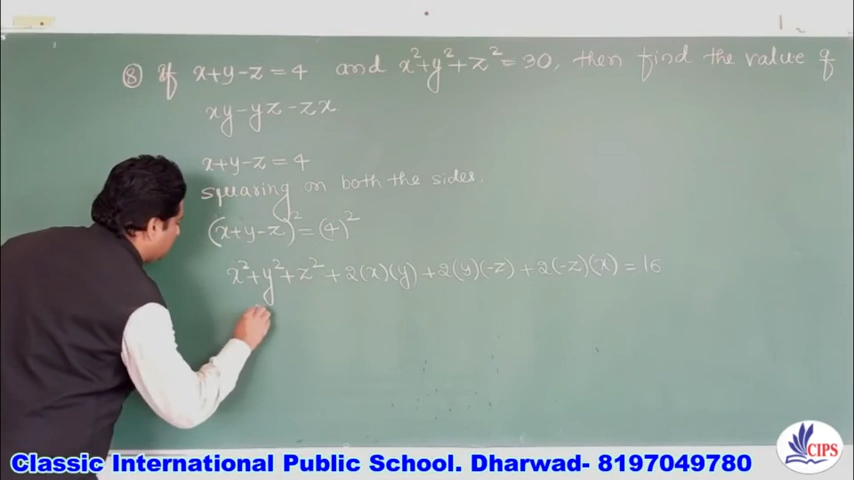 ⑧ If x+y-z=4 and x²+y²+z²=30, then find the value of
xy-yz-zx
x+y-z=4
squaring on both the sides.
(x+y-z)²=(4)²
x²+y²+z²+2(x)(y)+2(y)(-z)+2(-z)(x)=16
CIPS
Classic International Public School. Dharwad- 8197049780